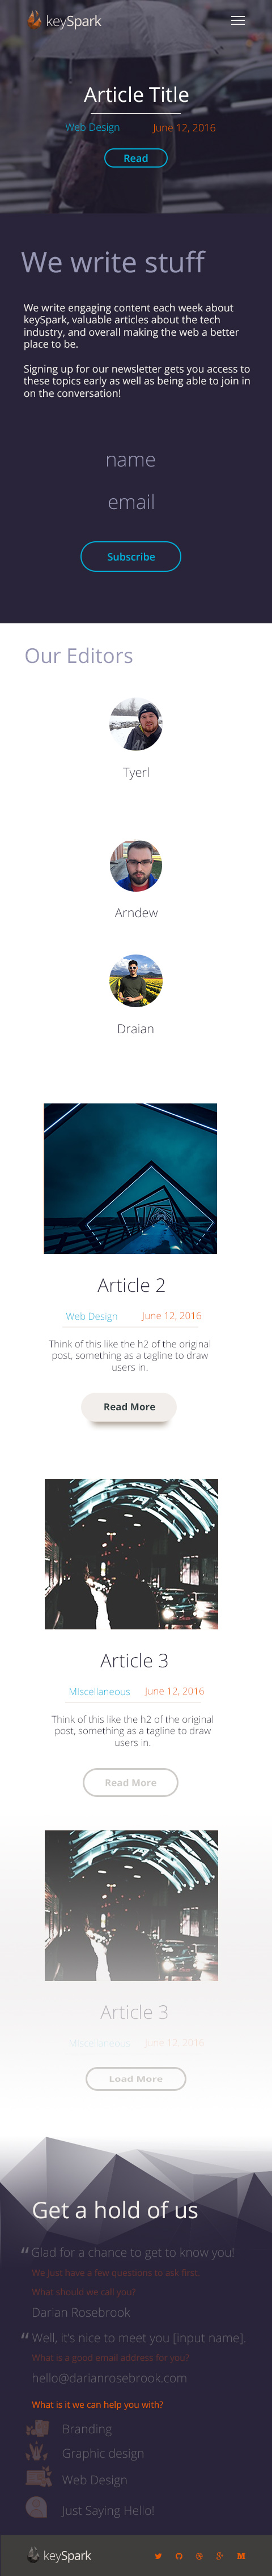 keySpark
Article Title
Web Design June 12, 2016
Read
We write stuff
We write engaging content each week about
keySpark, valuable articles about the tech
industry, and overall making the web a better
place to be.
Signing up for our newsletter gets you access to
these topics early as well as being able to join in
on the conversation!
name
email
Subscribe
Our Editors
Tyerl
Arndew
Draian
Article 2
Web Design June 12, 2016
Think of this like the h2 of the original
post, something as a tagline to draw
users in.
Read More
Article 3
Miscellaneous June 12, 2016
Think of this like the h2 of the original
post, something as a tagline to draw
users in.
Read More
Article 3
Miscellaneous June 12, 2016
Load More
Get a hold of us
“ Glad for a chance to get to know you!
We Just have a few questions to ask first.
What should we call you?
Darian Rosebrook
“ Well, it's nice to meet you [input name].
What is a good email address for you?
hello@darianrosebrook.com
What is it we can help you with?
Branding
Graphic design
Web Design
Just Saying Hello!
keySpark